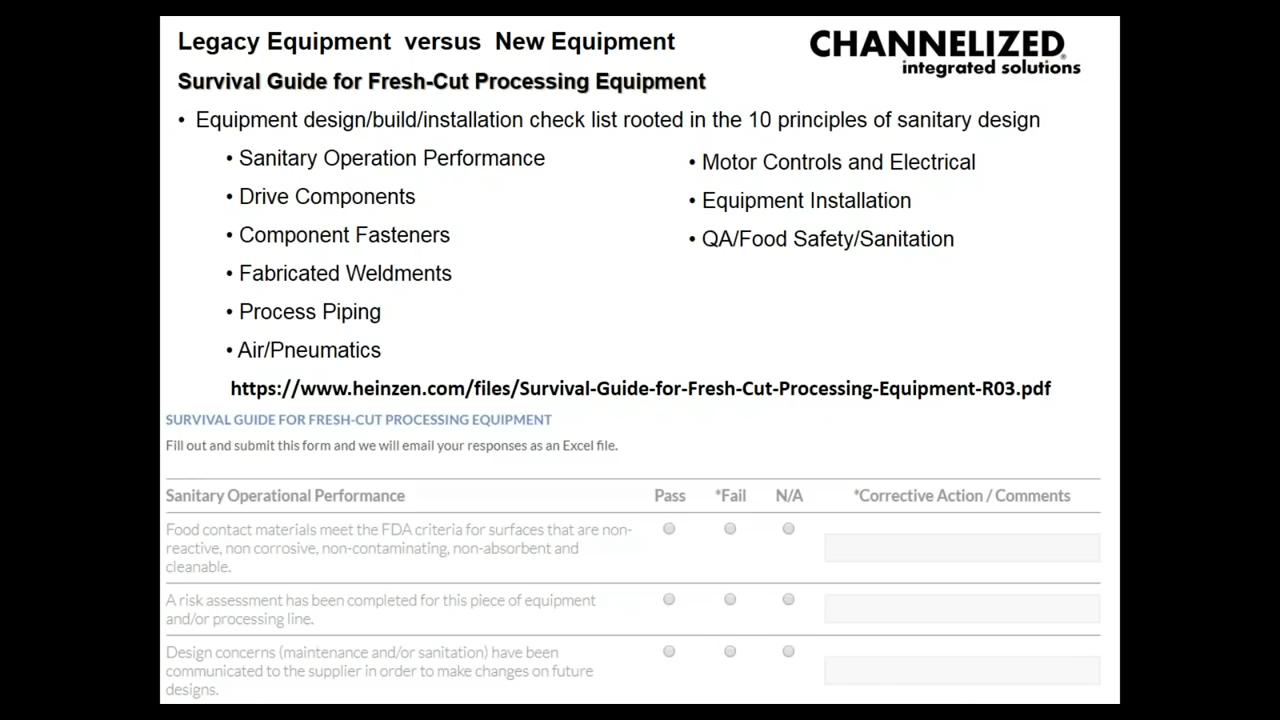 Legacy Equipment versus New Equipment
CHANNELIZED®
integrated solutions
Survival Guide for Fresh-Cut Processing Equipment
• Equipment design/build/installation check list rooted in the 10 principles of sanitary design
• Sanitary Operation Performance
• Drive Components
• Component Fasteners
• Fabricated Weldments
• Process Piping
• Air/Pneumatics
• Motor Controls and Electrical
• Equipment Installation
• QA/Food Safety/Sanitation
https://www.heinzen.com/files/Survival-Guide-for-Fresh-Cut-Processing-Equipment-R03.pdf
SURVIVAL GUIDE FOR FRESH-CUT PROCESSING EQUIPMENT
Fill out and submit this form and we will email your responses as an Excel file.
Sanitary Operational Performance Pass *Fail N/A *Corrective Action / Comments
Food contact materials meet the FDA criteria for surfaces that are non-
reactive, non corrosive, non-contaminating, non-absorbent and
cleanable.
A risk assessment has been completed for this piece of equipment
and/or processing line.
Design concerns (maintenance and/or sanitation) have been
communicated to the supplier in order to make changes on future
designs.